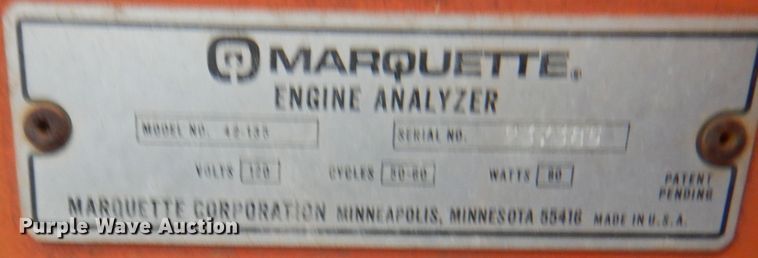 MARQUETTE®
ENGINE ANALYZER
MODEL NO. 42-153 SERIAL NO.
VOLTS 120 CYCLES 50-60 WATTS 80
PATENT PENDING
MARQUETTE CORPORATION MINNEAPOLIS, MINNESOTA 55416 MADE IN U.S.A.
Purple Wave Auction